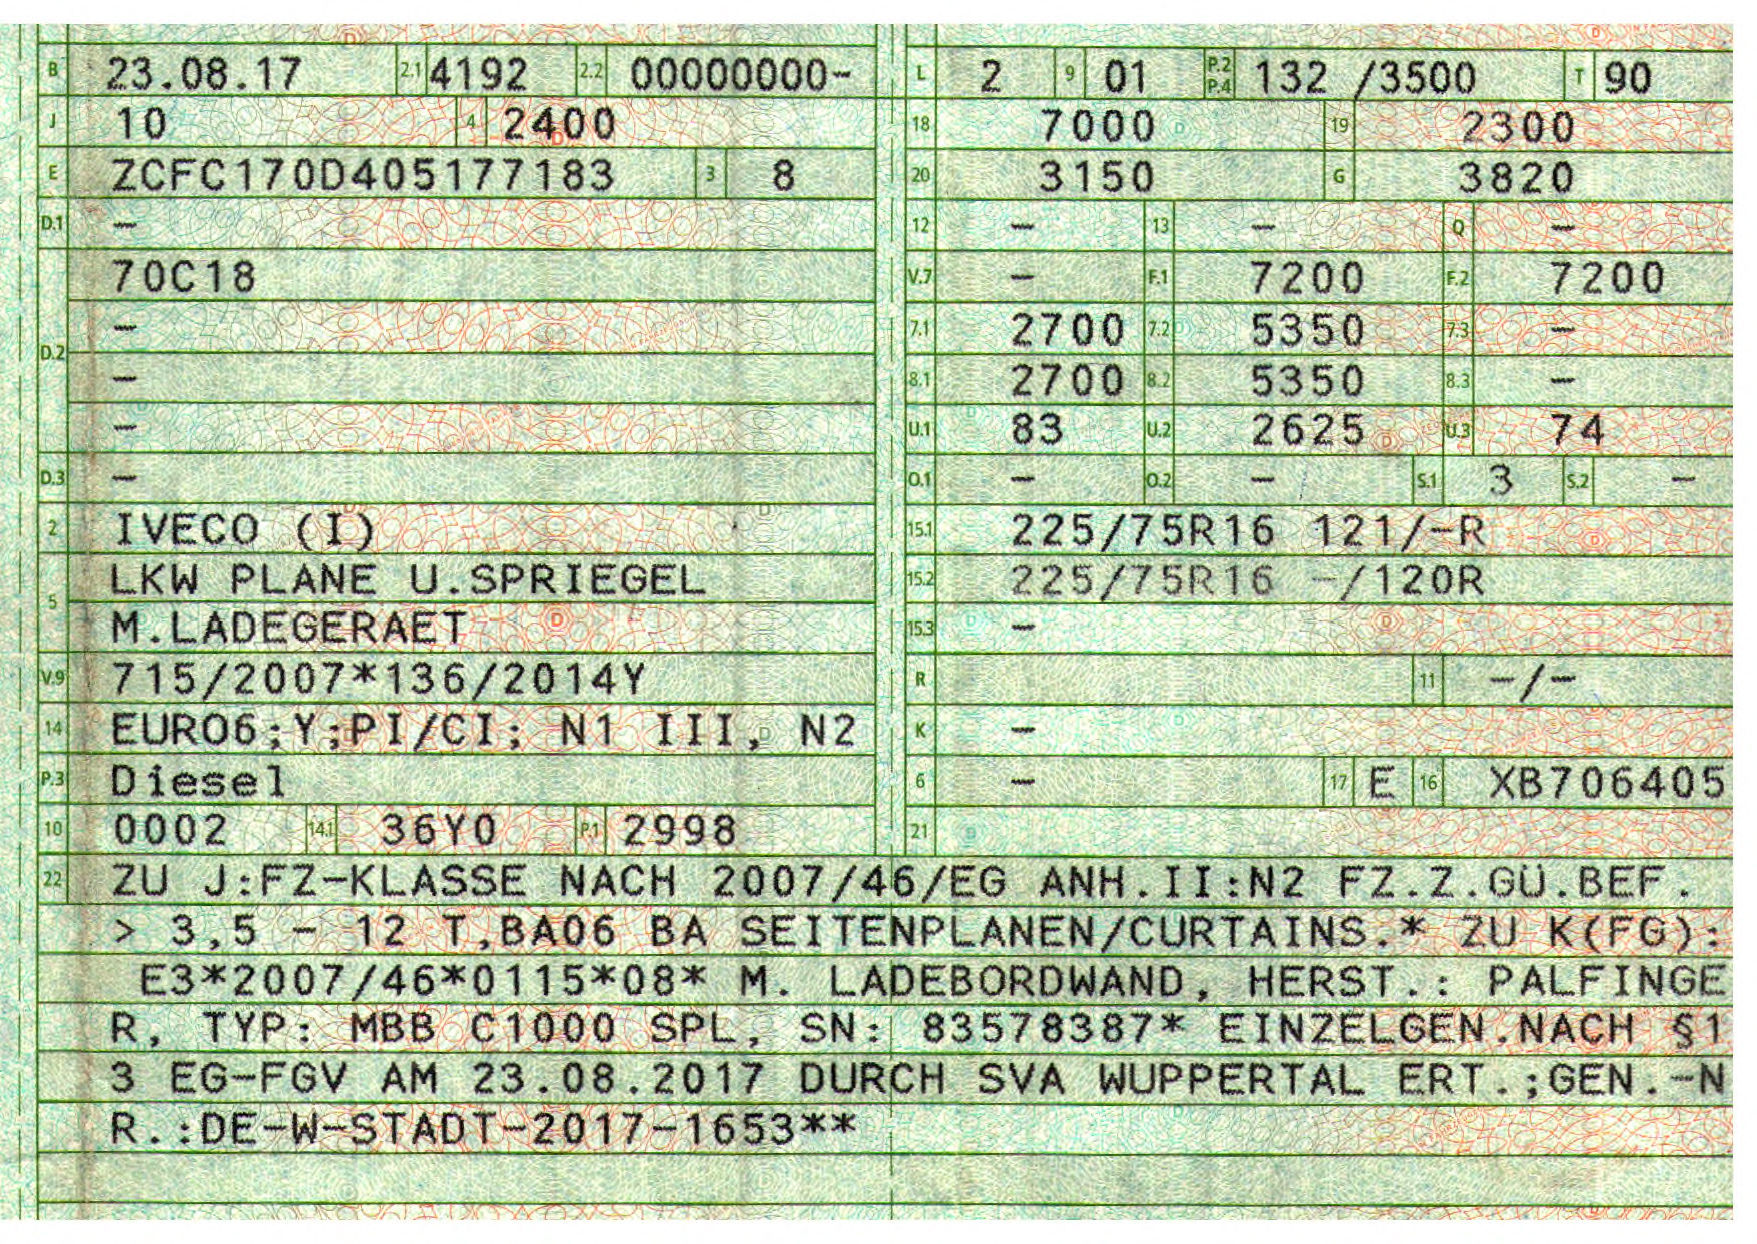 B 23.08.17 2.1 4192 2.2 00000000-
J 10 4 2400
E ZCFC170D405177183 3 8
D.1 -
70C18
-
D.2 -
-
D.3 -
2 IVECO (I)
LKW PLANE U.SPRIEGEL
5 M.LADEGERAET
V.9 715/2007*136/2014Y
14 EURO6;Y;PI/CI; N1 III, N2
P.3 Diesel
10 0002 14.1 36Y0 P.1 2998
L 2 9 01 P.2 P.4 132 /3500 T 90
18 7000 19 2300
20 3150 G 3820
12 - 13 - Q -
V.7 - F.1 7200 F.2 7200
7.1 2700 7.2 5350 7.3 -
8.1 2700 8.2 5350 8.3 -
U.1 83 U.2 2625 U.3 74
O.1 - O.2 - S.1 3 S.2 -
15.1 225/75R16 121/-R
15.2 225/75R16 -/120R
15.3 -
R 11 -/-
K -
6 - 17 E 16 XB706405
21
22 ZU J:FZ-KLASSE NACH 2007/46/EG ANH.II:N2 FZ.Z.GÜ.BEF.
> 3,5 - 12 T,BA06 BA SEITENPLANEN/CURTAINS.* ZU K(FG):
E3*2007/46*0115*08* M. LADEBORDWAND, HERST.: PALFINGE
R, TYP: MBB C1000 SPL, SN: 83578387* EINZELGEN.NACH §1
3 EG-FGV AM 23.08.2017 DURCH SVA WUPPERTAL ERT.;GEN.-N
R.:DE-W-STADT-2017-1653**